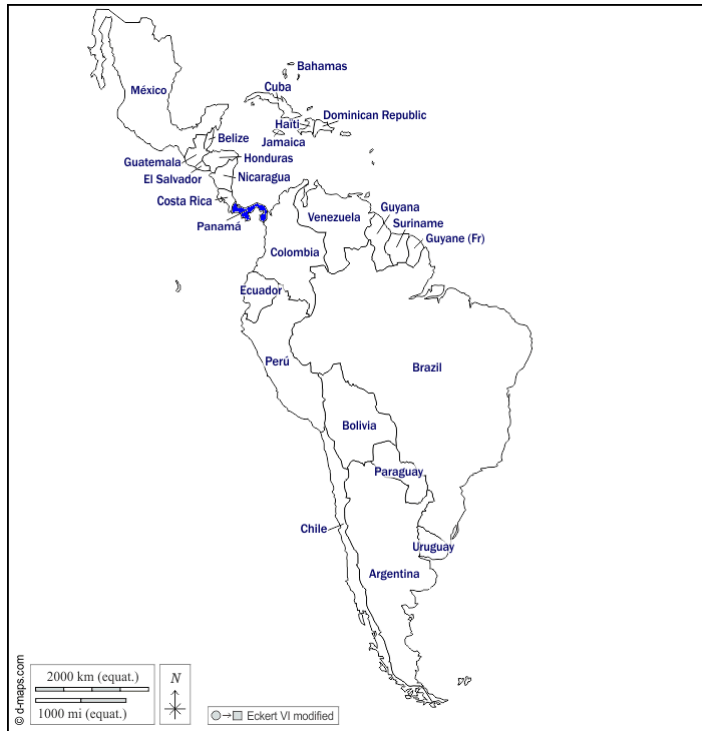 Bahamas
Cuba
México
Dominican Republic
Haïti
Jamaica
Belize
Guatemala
Honduras
El Salvador
Nicaragua
Costa Rica
Panamá
Venezuela
Guyana
Suriname
Guyane (Fr)
Colombia
Ecuador
Perú
Brazil
Bolivia
Paraguay
Chile
Uruguay
Argentina
© d-maps.com
2000 km (equat.)
1000 mi (equat.)
N
Eckert VI modified